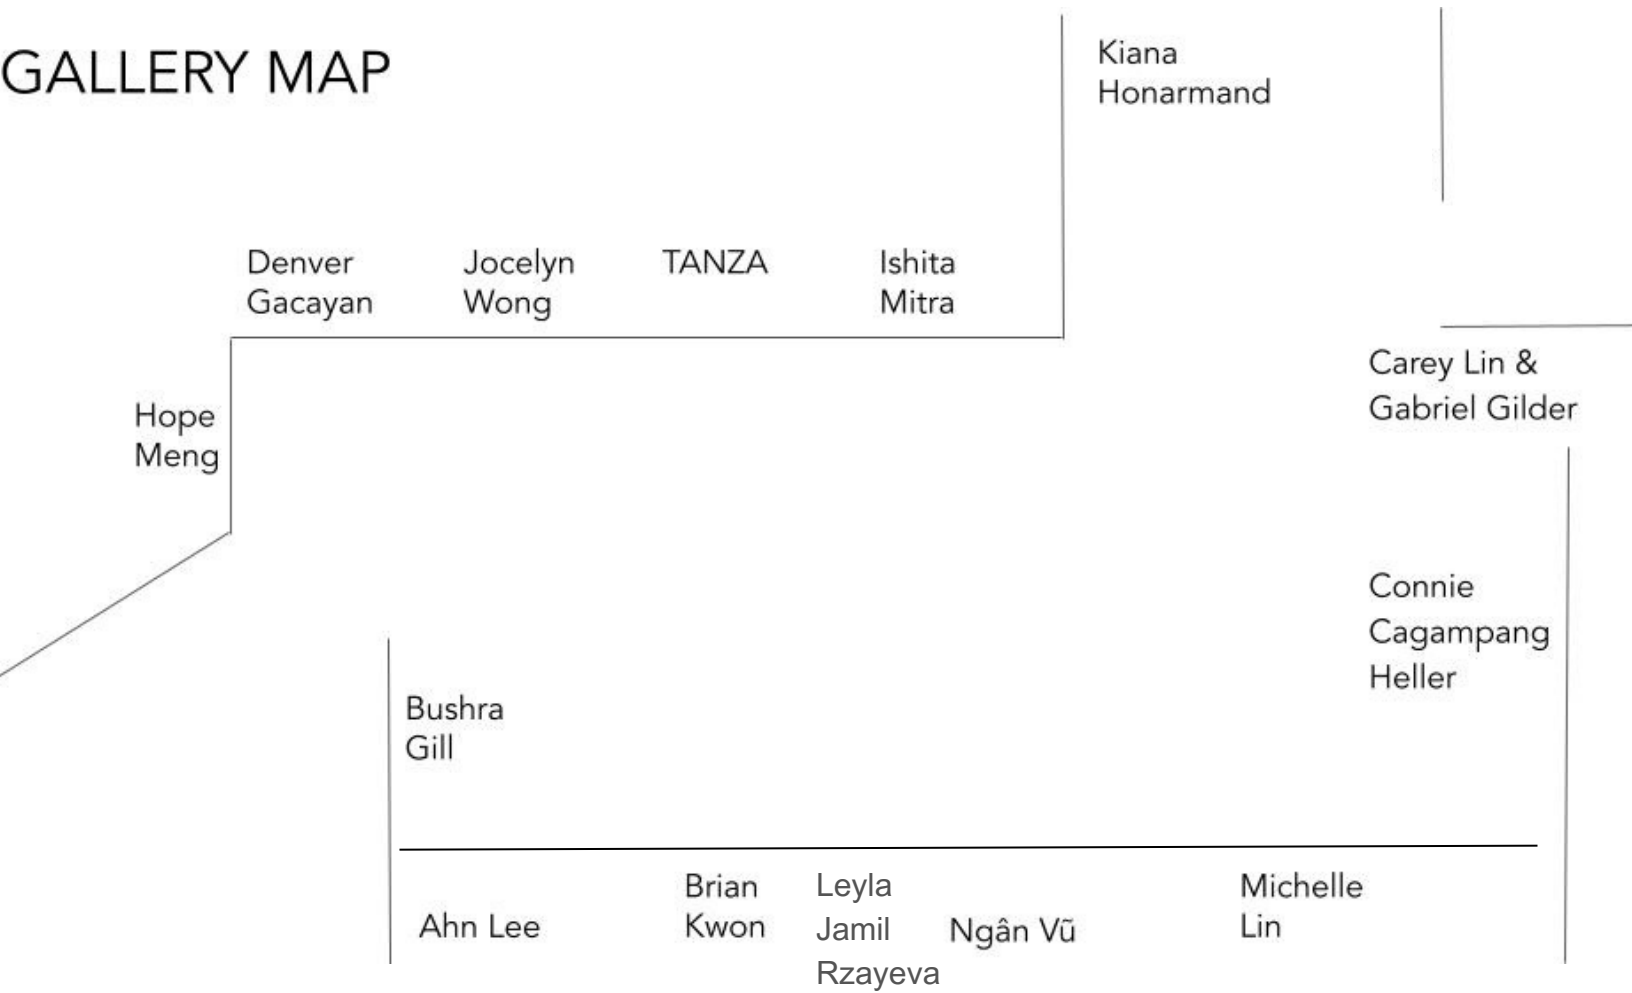 GALLERY MAP
Kiana
Honarmand
Denver
Gacayan
Jocelyn
Wong
TANZA
Ishita
Mitra
Carey Lin &
Gabriel Gilder
Hope
Meng
Connie
Cagampang
Heller
Bushra
Gill
Ahn Lee
Brian
Kwon
Leyla
Jamil
Rzayeva
Ngân Vũ
Michelle
Lin